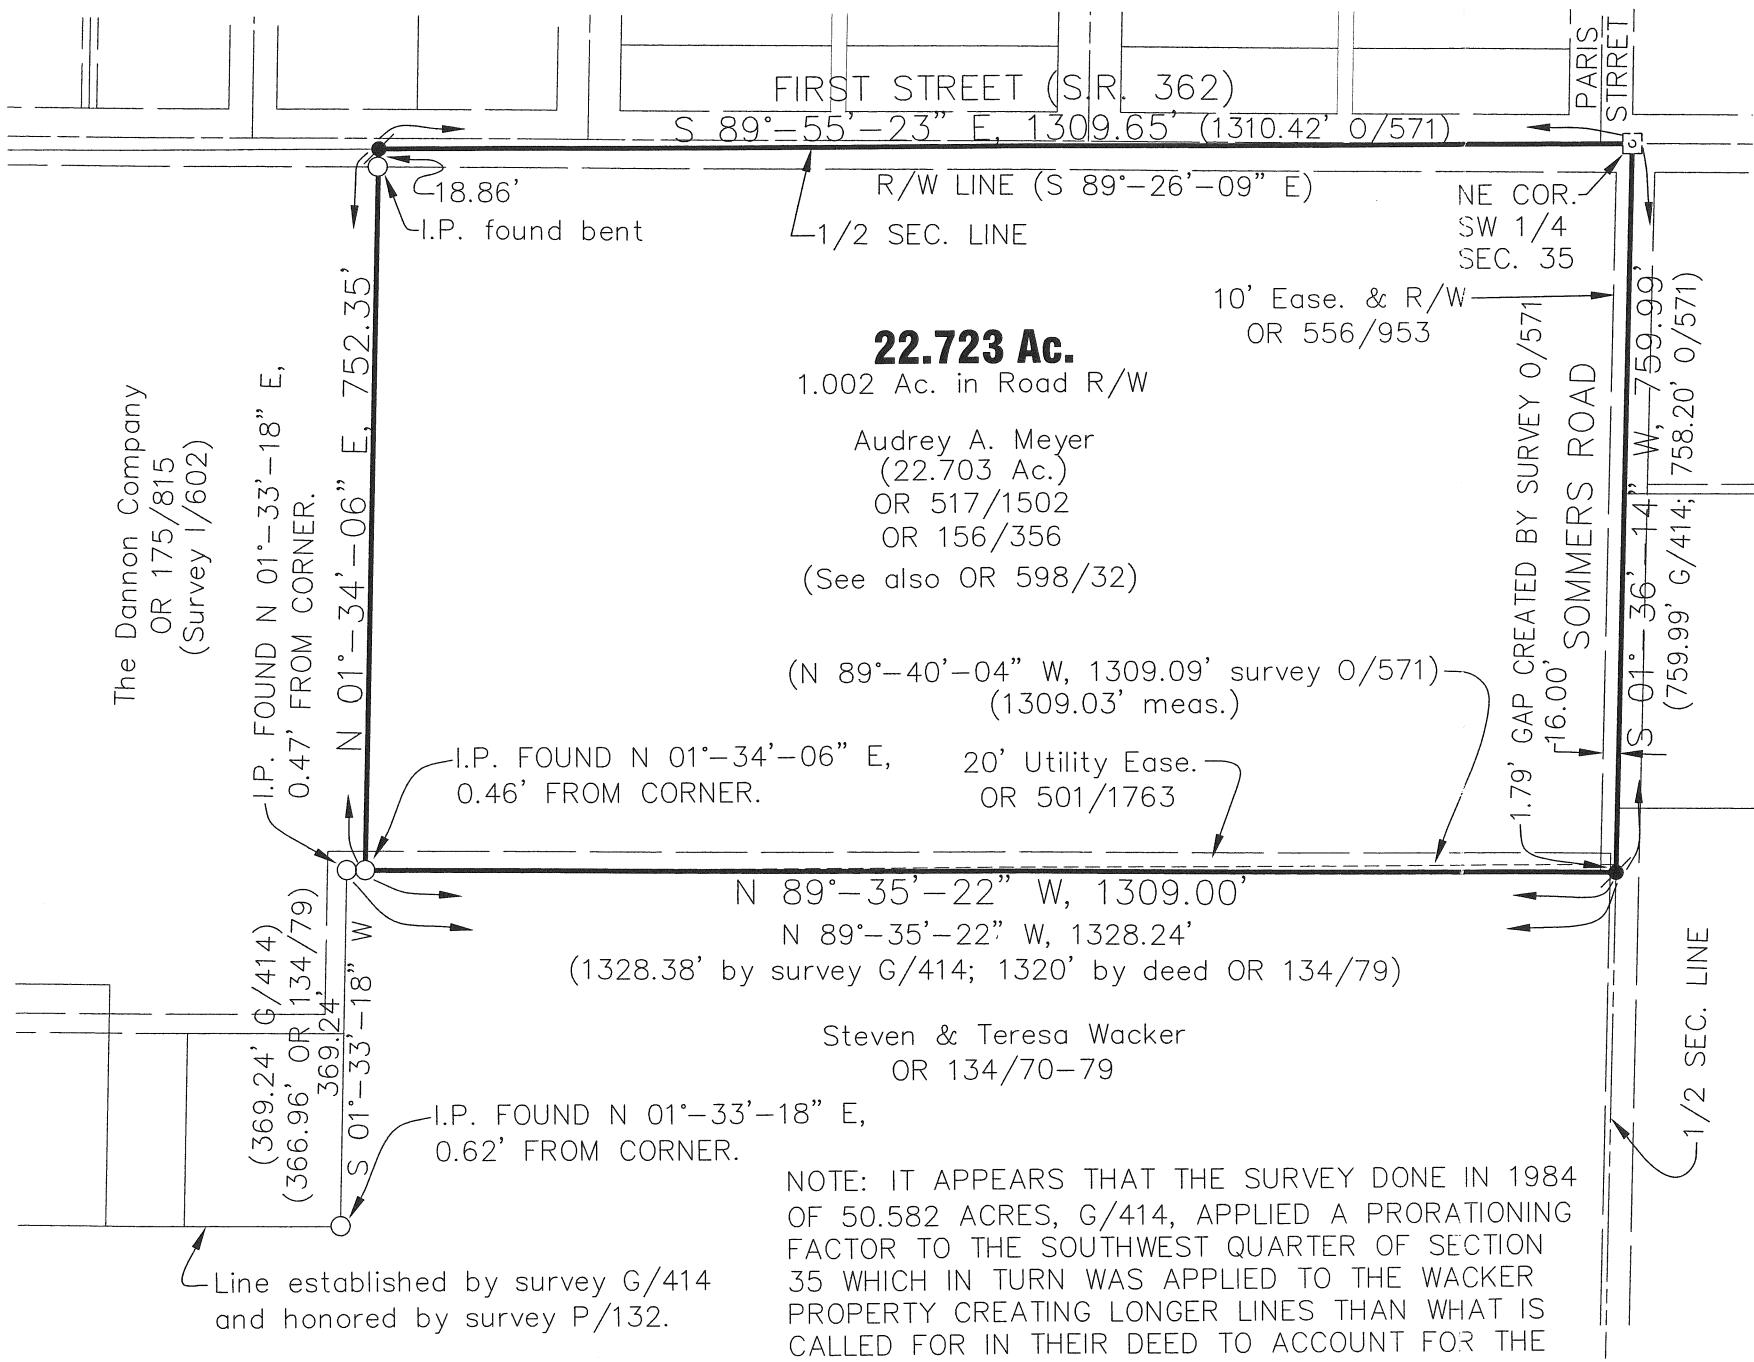 PARIS
STRRET
FIRST STREET (S.R. 362)
S 89°-55'-23" E, 1309.65' (1310.42' O/571)
18.86'
R/W LINE (S 89°-26'-09" E)
NE COR.
SW 1/4
SEC. 35
I.P. found bent
1/2 SEC. LINE
10' Ease. & R/W
OR 556/953
22.723 Ac.
1.002 Ac. in Road R/W
Audrey A. Meyer
(22.703 Ac.)
OR 517/1502
OR 156/356
(See also OR 598/32)
The Dannon Company
OR 175/815
(Survey I/602)
I.P. FOUND N 01°-33'-18" E,
0.47' FROM CORNER.
N 01°-34'-06" E, 752.35'
1.79' GAP CREATED BY SURVEY O/571
16.00'
SOMMERS ROAD
S 01°-36'-14" W, 759.99'
(759.99' G/414; 758.20' O/571)
(N 89°-40'-04" W, 1309.09' survey O/571)
(1309.03' meas.)
I.P. FOUND N 01°-34'-06" E,
0.46' FROM CORNER.
20' Utility Ease.
OR 501/1763
N 89°-35'-22" W, 1309.00'
N 89°-35'-22" W, 1328.24'
(1328.38' by survey G/414; 1320' by deed OR 134/79)
Steven & Teresa Wacker
OR 134/70-79
(369.24' G/414)
(366.96' OR 134/79)
369.24'
S 01°-33'-18" W
1/2 SEC. LINE
I.P. FOUND N 01°-33'-18" E,
0.62' FROM CORNER.
Line established by survey G/414
and honored by survey P/132.
NOTE: IT APPEARS THAT THE SURVEY DONE IN 1984
OF 50.582 ACRES, G/414, APPLIED A PRORATIONING
FACTOR TO THE SOUTHWEST QUARTER OF SECTION
35 WHICH IN TURN WAS APPLIED TO THE WACKER
PROPERTY CREATING LONGER LINES THAN WHAT IS
CALLED FOR IN THEIR DEED TO ACCOUNT FOR THE